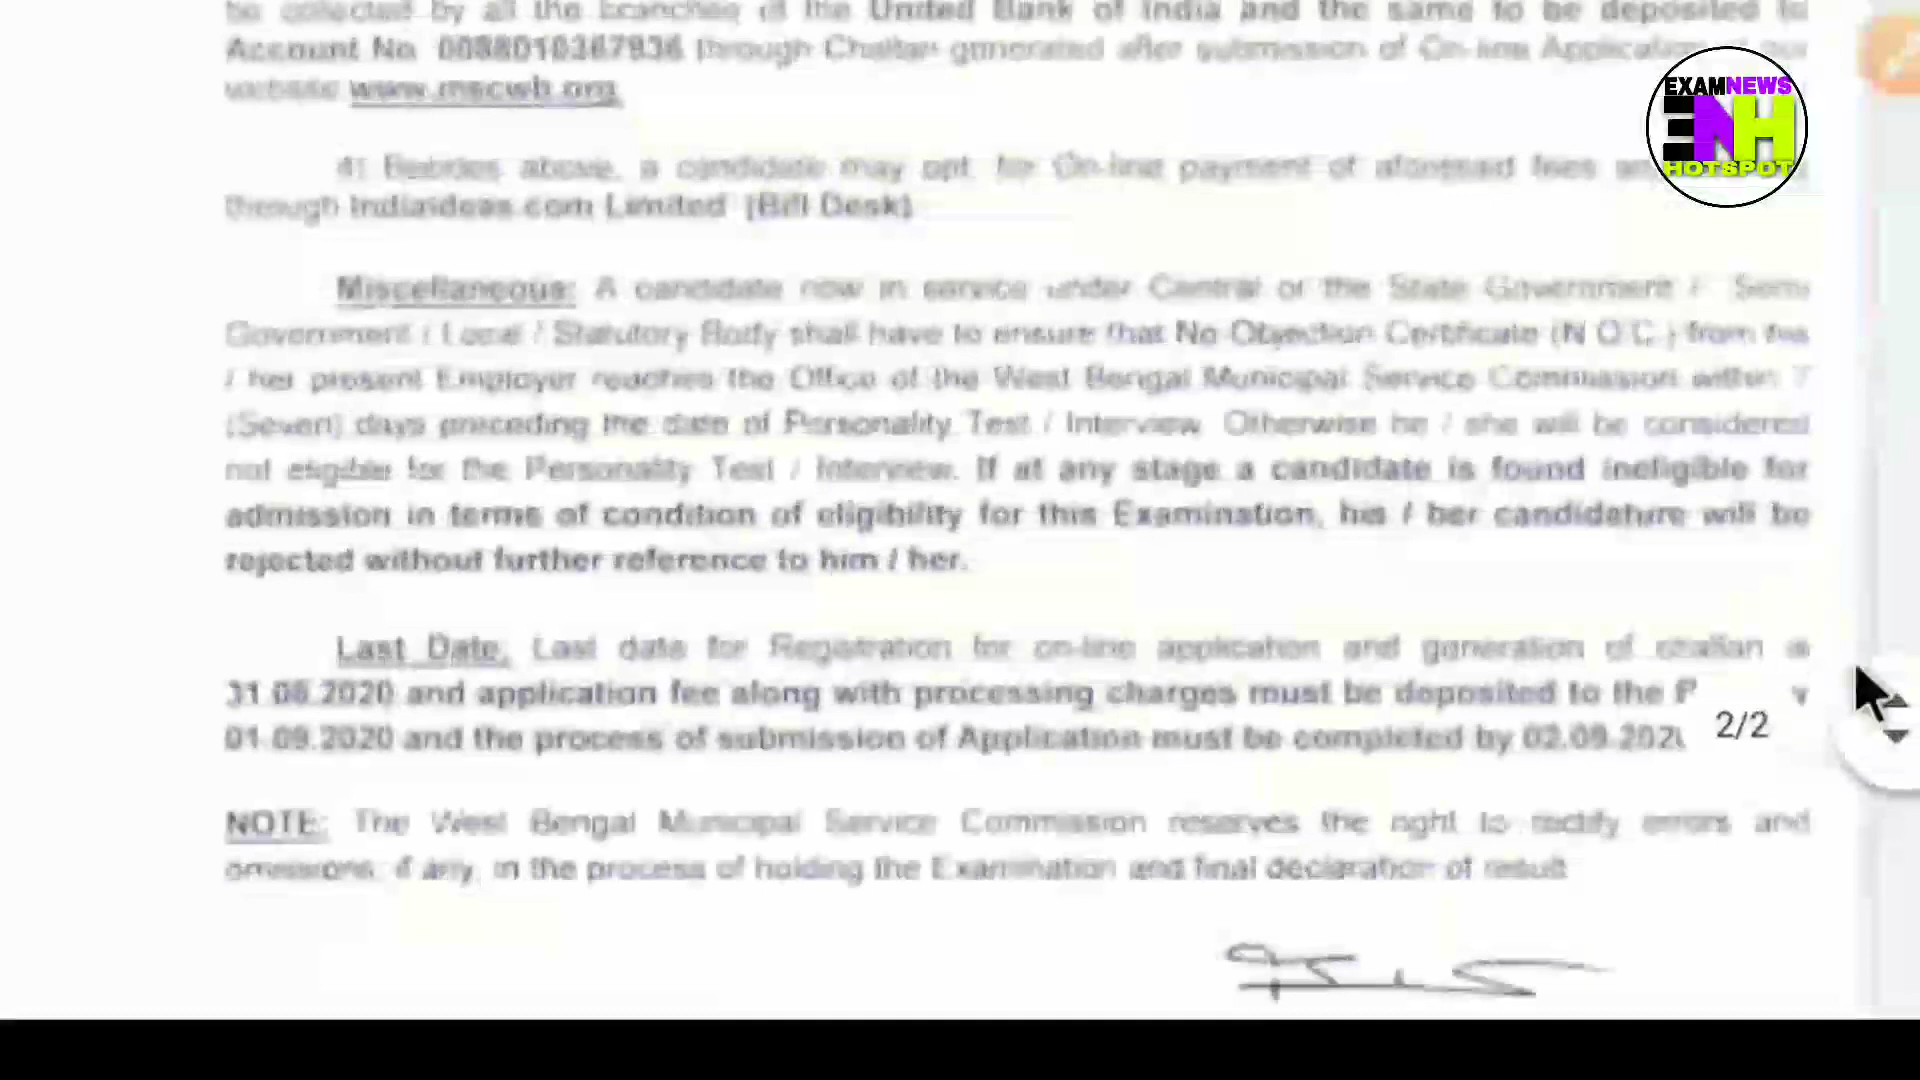 be collected by all the branches of the United Bank of India and the same to be deposited to
Account No. 0088010367936 through Challan generated after submission of On-line Application at our
website www.mscwb.org.
EXAMNEWS
ENH
HOTSPOT
4) Besides above, a candidate may opt for On-line payment of aforesaid fees
through Indiaideas.com Limited (Bill Desk)
Miscellaneous: A candidate now in service under Central or the State Government / Semi
Government / Local / Statutory Body shall have to ensure that No Objection Certificate (N.O.C.) from his
/ her present Employer reaches the Office of the West Bengal Municipal Service Commission within 7
(Seven) days preceding the date of Personality Test / Interview. Otherwise he / she will be considered
not eligible for the Personality Test / Interview. If at any stage a candidate is found ineligible for
admission in terms of condition of eligibility for this Examination, his / her candidature will be
rejected without further reference to him / her.
Last Date: Last date for Registration for on-line application and generation of challan is
31.08.2020 and application fee along with processing charges must be deposited to the
01.09.2020 and the process of submission of Application must be completed by 02.09.202
2/2
NOTE: The West Bengal Municipal Service Commission reserves the right to rectify errors and
omissions, if any, in the process of holding the Examination and final declaration of result